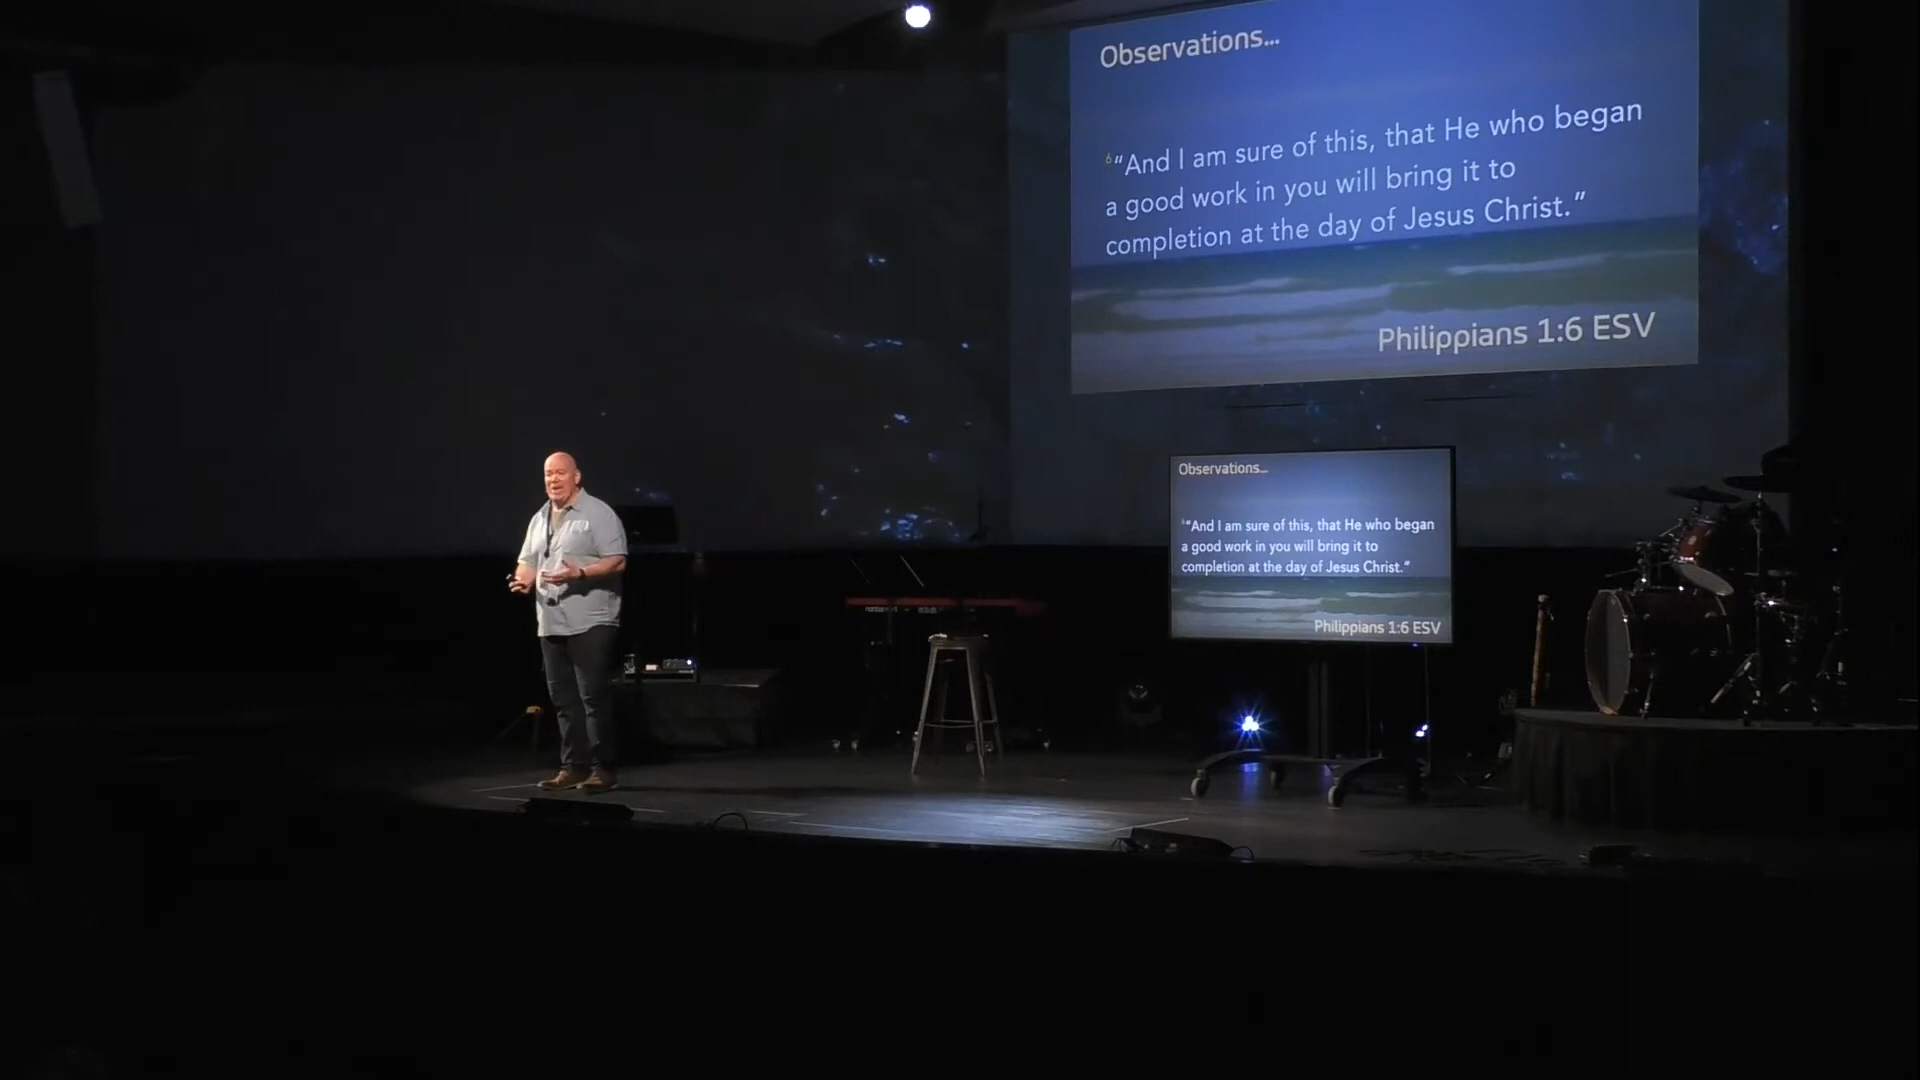 Observations...
6"And I am sure of this, that He who began
a good work in you will bring it to
completion at the day of Jesus Christ."
Philippians 1:6 ESV
Observations...
6"And I am sure of this, that He who began
a good work in you will bring it to
completion at the day of Jesus Christ."
Philippians 1:6 ESV